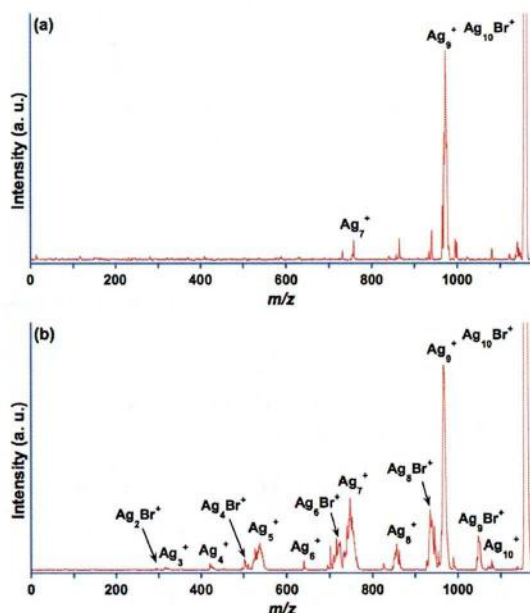 (a)
Ag₉⁺ Ag₁₀Br⁺
Ag₇⁺
Intensity (a. u.)
0 200 400 600 800 1000
m/z
(b)
Ag₉⁺ Ag₁₀Br⁺
Ag₈Br⁺
Ag₇⁺
Ag₆Br⁺
Ag₄Br⁺
Ag₅⁺
Ag₂Br⁺
Ag₃⁺
Ag₄⁺
Ag₆⁺
Ag₈⁺
Ag₉Br⁺
Ag₁₀⁺
Intensity (a. u.)
0 200 400 600 800 1000
m/z